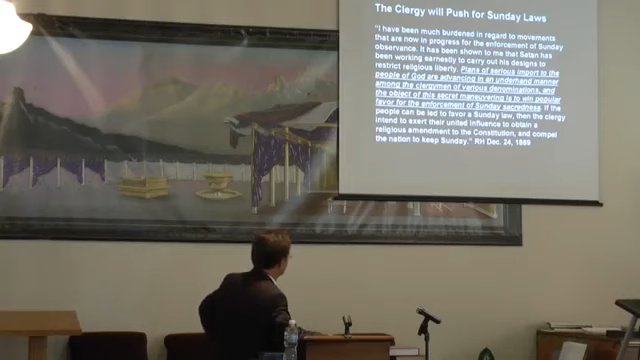 The Clergy will Push for Sunday Laws
"I have been much burdened in regard to movements
that are now in progress for the enforcement of Sunday
observance. It has been shown to me that Satan has
been working earnestly to carry out his designs to
restrict religious liberty. Plans of serious import to the
people of God are advancing in an underhand manner
among the clergymen of various denominations, and
the object of this secret maneuvering is to win popular
favor for the enforcement of Sunday sacredness. If the
people can be led to favor a Sunday law, then the clergy
intend to exert their united influence to obtain a
religious amendment to the Constitution, and compel
the nation to keep Sunday." RH Dec. 24, 1889